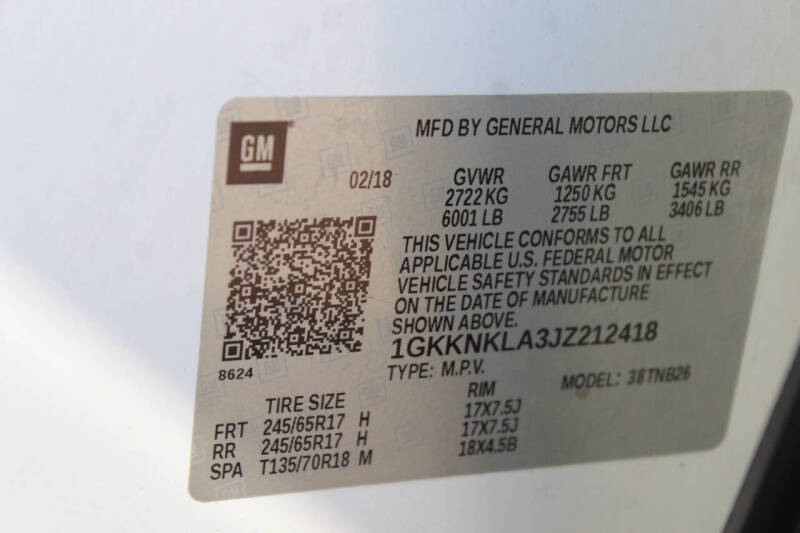 GM
MFD BY GENERAL MOTORS LLC
02/18
GVWR GAWR FRT GAWR RR
2722 KG 1250 KG 1545 KG
6001 LB 2755 LB 3406 LB
THIS VEHICLE CONFORMS TO ALL
APPLICABLE U.S. FEDERAL MOTOR
VEHICLE SAFETY STANDARDS IN EFFECT
ON THE DATE OF MANUFACTURE
SHOWN ABOVE.
8624
1GKKNKLA3JZ212418
TYPE: M.P.V. MODEL: 38TNB26
TIRE SIZE RIM
FRT 245/65R17 H 17X7.5J
RR 245/65R17 H 17X7.5J
SPA T135/70R18 M 18X4.5B